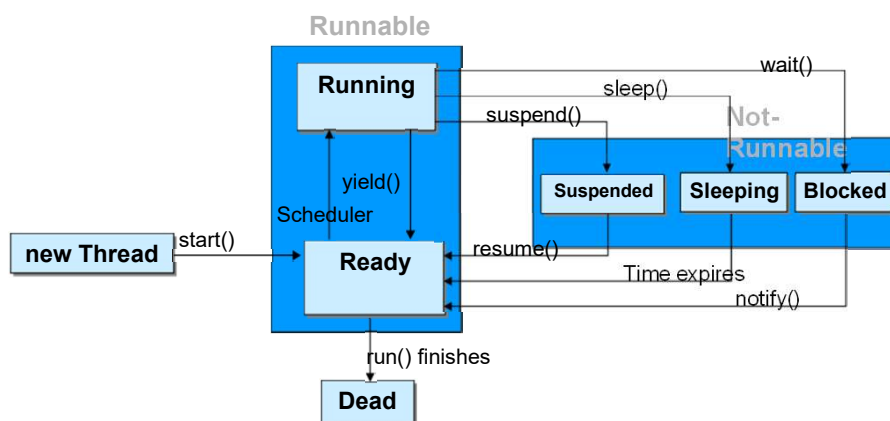 Runnable
Running
wait()
sleep()
suspend()
Not-
Runnable
yield()
Suspended
Sleeping
Blocked
Scheduler
new Thread
start()
Ready
resume()
Time expires
notify()
run() finishes
Dead